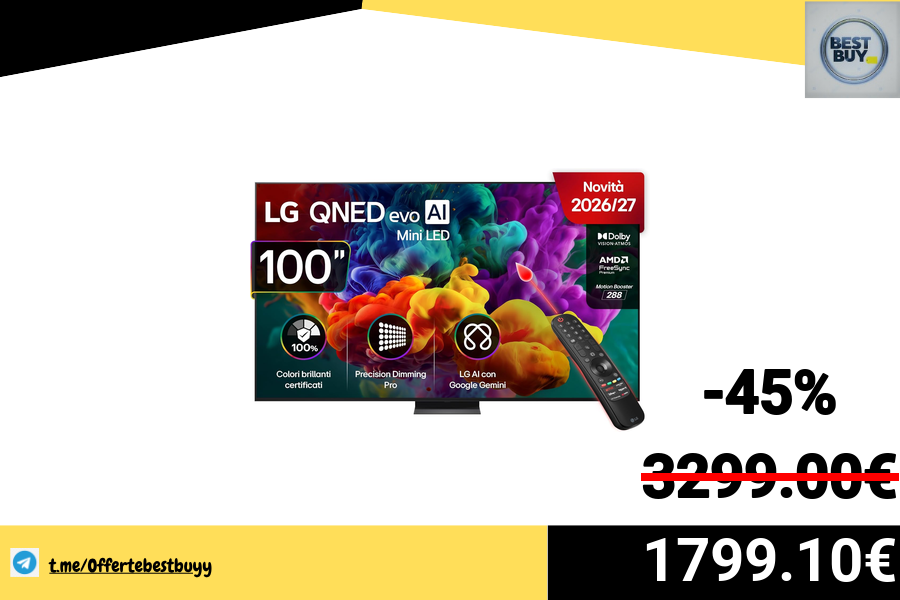 BEST
BUY
LG QNED evo AI
Mini LED
100"
Novità
2026/27
Dolby
VISION·ATMOS
AMD
FreeSync
Premium
Motion Booster
288
100%
Colori brillanti
certificati
Precision Dimming
Pro
LG AI con
Google Gemini
-45%
3299.00€
1799.10€
t.me/Offertebestbuyy